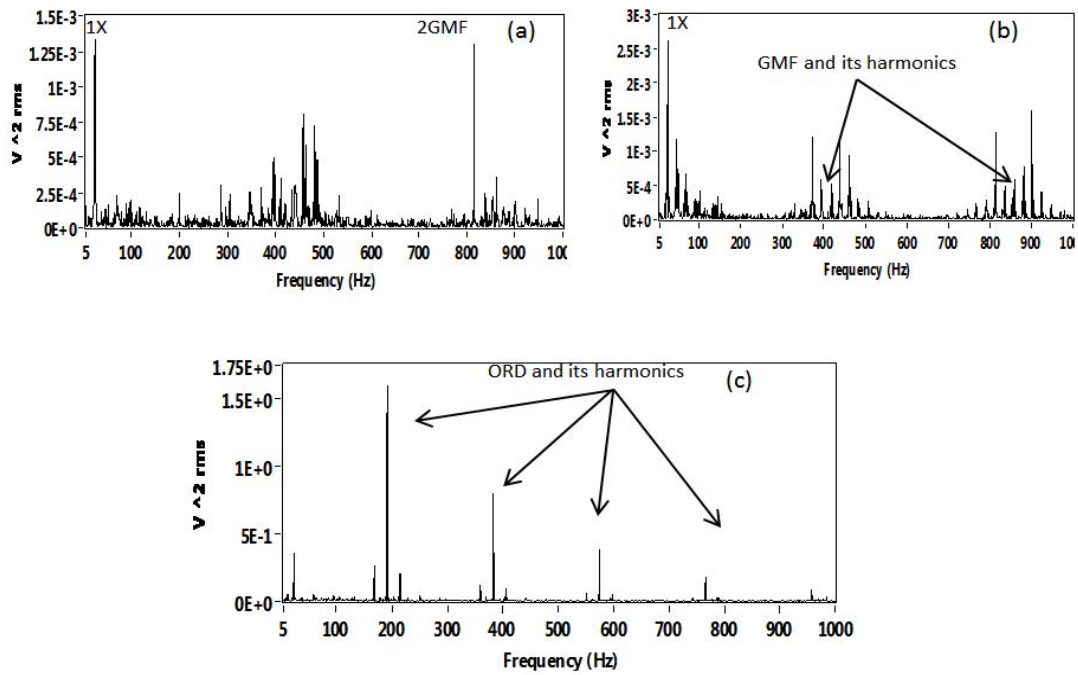 1.5E-3
1X
2GMF
(a)
1.25E-3
1E-3
7.5E-4
5E-4
2.5E-4
0E+0
V ^2 rms
5 100 200 300 400 500 600 700 800 900 100
Frequency (Hz)
3E-3
1X
(b)
2.5E-3
GMF and its harmonics
2E-3
1.5E-3
1E-3
5E-4
0E+0
V ^2 rms
5 100 200 300 400 500 600 700 800 900 100
Frequency (Hz)
1.75E+0
ORD and its harmonics
(c)
1.5E+0
1E+0
5E-1
0E+0
V ^2 rms
5 100 200 300 400 500 600 700 800 900 1000
Frequency (Hz)